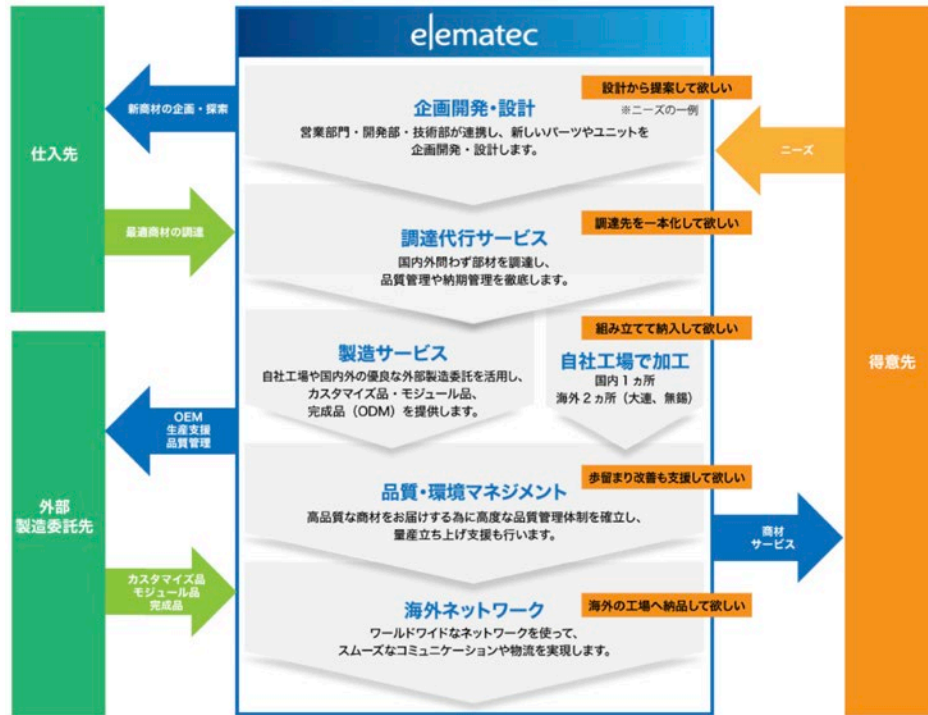 elematec
設計から提案して欲しい
企画開発・設計
※ニーズの一例
営業部門・開発部・技術部が連携し、新しいパーツやユニットを
企画開発・設計します。
新商材の企画・探索
仕入先
ニーズ
最適商材の調達
調達先を一本化して欲しい
調達代行サービス
国内外問わず部材を調達し、
品質管理や納期管理を徹底します。
組み立てて納入して欲しい
製造サービス
自社工場や国内外の優良な外部製造委託を活用し、
カスタマイズ品・モジュール品、
完成品（ODM）を提供します。
自社工場で加工
国内１ヵ所
海外２ヵ所（大連、無錫）
得意先
OEM
生産支援
品質管理
外部
製造委託先
歩留まり改善も支援して欲しい
品質・環境マネジメント
高品質な商材をお届けする為に高度な品質管理体制を確立し、
量産立ち上げ支援も行います。
商材
サービス
カスタマイズ品
モジュール品
完成品
海外の工場へ納品して欲しい
海外ネットワーク
ワールドワイドなネットワークを使って、
スムーズなコミュニケーションや物流を実現します。